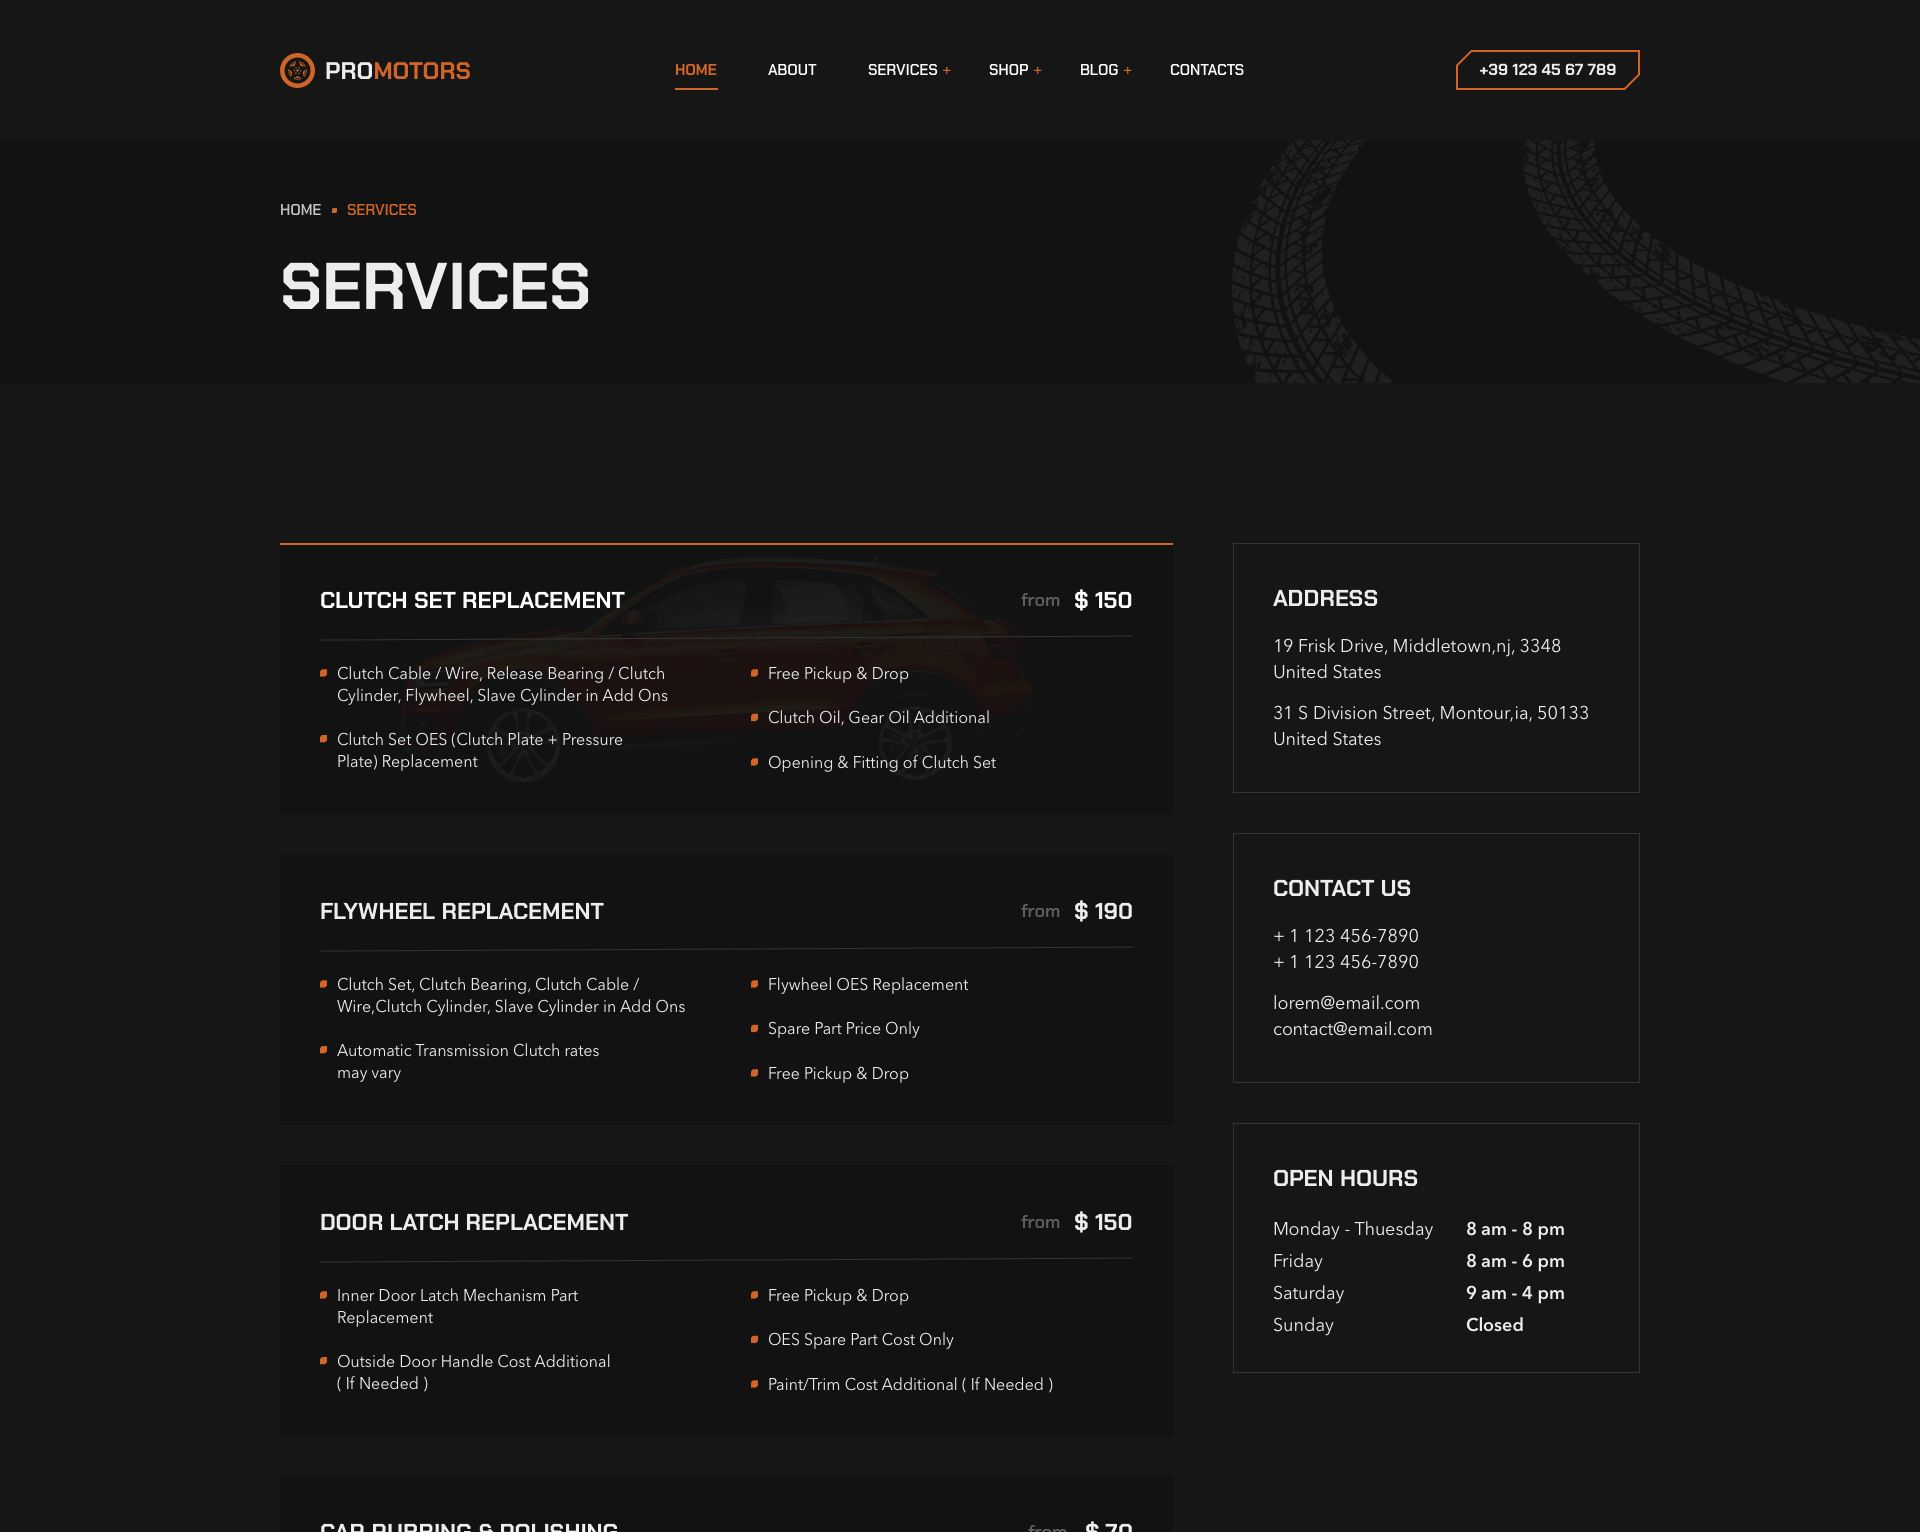 PROMOTORS
HOME ABOUT SERVICES + SHOP + BLOG + CONTACTS
+39 123 45 67 789
HOME SERVICES
SERVICES
CLUTCH SET REPLACEMENT
from $ 150
Clutch Cable / Wire, Release Bearing / Clutch
Cylinder, Flywheel, Slave Cylinder in Add Ons
Clutch Set OES (Clutch Plate + Pressure
Plate) Replacement
Free Pickup & Drop
Clutch Oil, Gear Oil Additional
Opening & Fitting of Clutch Set
FLYWHEEL REPLACEMENT
from $ 190
Clutch Set, Clutch Bearing, Clutch Cable /
Wire,Clutch Cylinder, Slave Cylinder in Add Ons
Automatic Transmission Clutch rates
may vary
Flywheel OES Replacement
Spare Part Price Only
Free Pickup & Drop
DOOR LATCH REPLACEMENT
from $ 150
Inner Door Latch Mechanism Part
Replacement
Outside Door Handle Cost Additional
( If Needed )
Free Pickup & Drop
OES Spare Part Cost Only
Paint/Trim Cost Additional ( If Needed )
CAR RUBBING & POLISHING
from $ 70
ADDRESS
19 Frisk Drive, Middletown,nj, 3348
United States
31 S Division Street, Montour,ia, 50133
United States
CONTACT US
+ 1 123 456-7890
+ 1 123 456-7890
lorem@email.com
contact@email.com
OPEN HOURS
Monday - Thuesday 8 am - 8 pm
Friday 8 am - 6 pm
Saturday 9 am - 4 pm
Sunday Closed